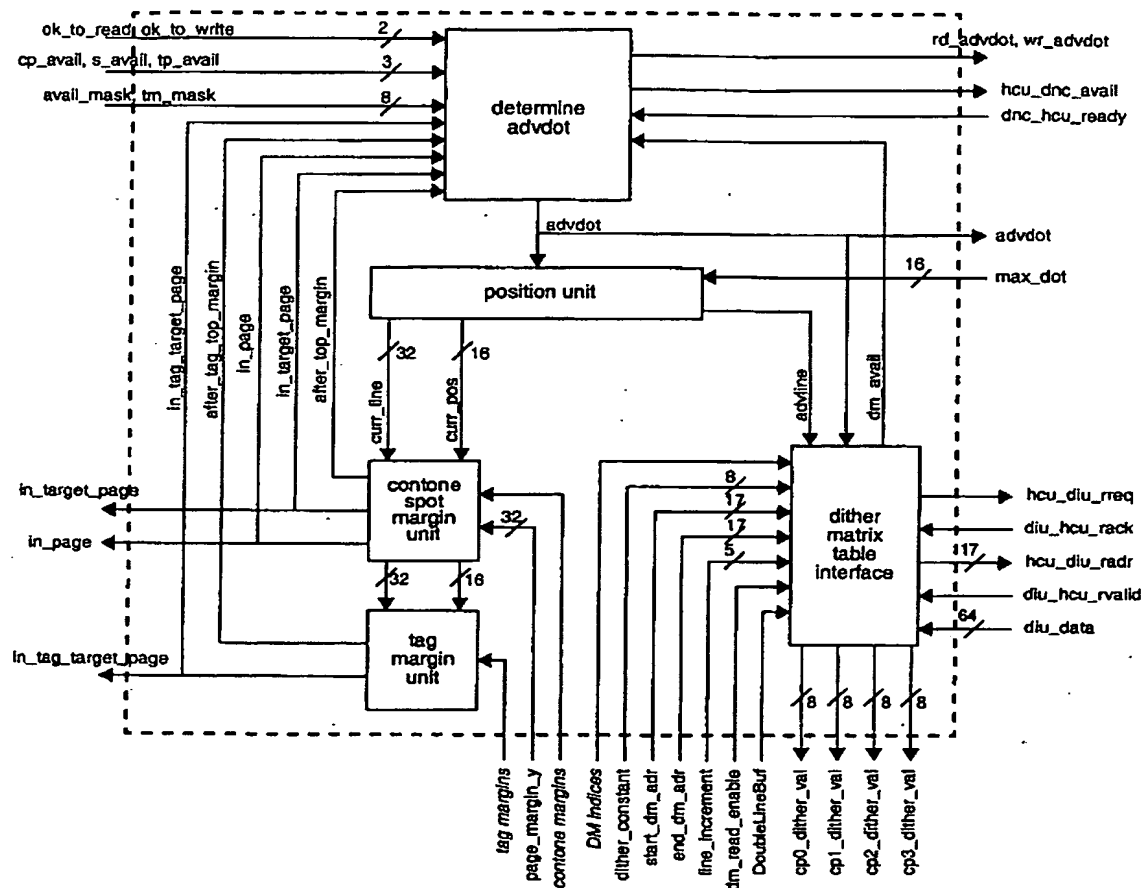 ok_to_read, ok_to_write
2
cp_avail, s_avail, tp_avail
3
avail_mask, tm_mask
8
determine
advdot
rd_advdot, wr_advdot
hcu_dnc_avail
dnc_hcu_ready
advdot
advdot
position unit
16
max_dot
in_tag_target_page
after_tag_top_margin
in_page
in_target_page
after_top_margin
32
16
curr_line
curr_pos
advline
dm_avail
in_target_page
in_page
contone
spot
margin
unit
32
32
16
in_tag_target_page
tag
margin
unit
8
17
17
5
dither
matrix
table
interface
hcu_diu_rreq
diu_hcu_rack
17
hcu_diu_radr
diu_hcu_rvalid
64
diu_data
8
8
8
8
tag margins
page_margin_y
contone margins
DM indices
dither_constant
start_dm_adr
end_dm_adr
line_increment
dm_read_enable
DoubleLineBuf
cp0_dither_val
cp1_dither_val
cp2_dither_val
cp3_dither_val